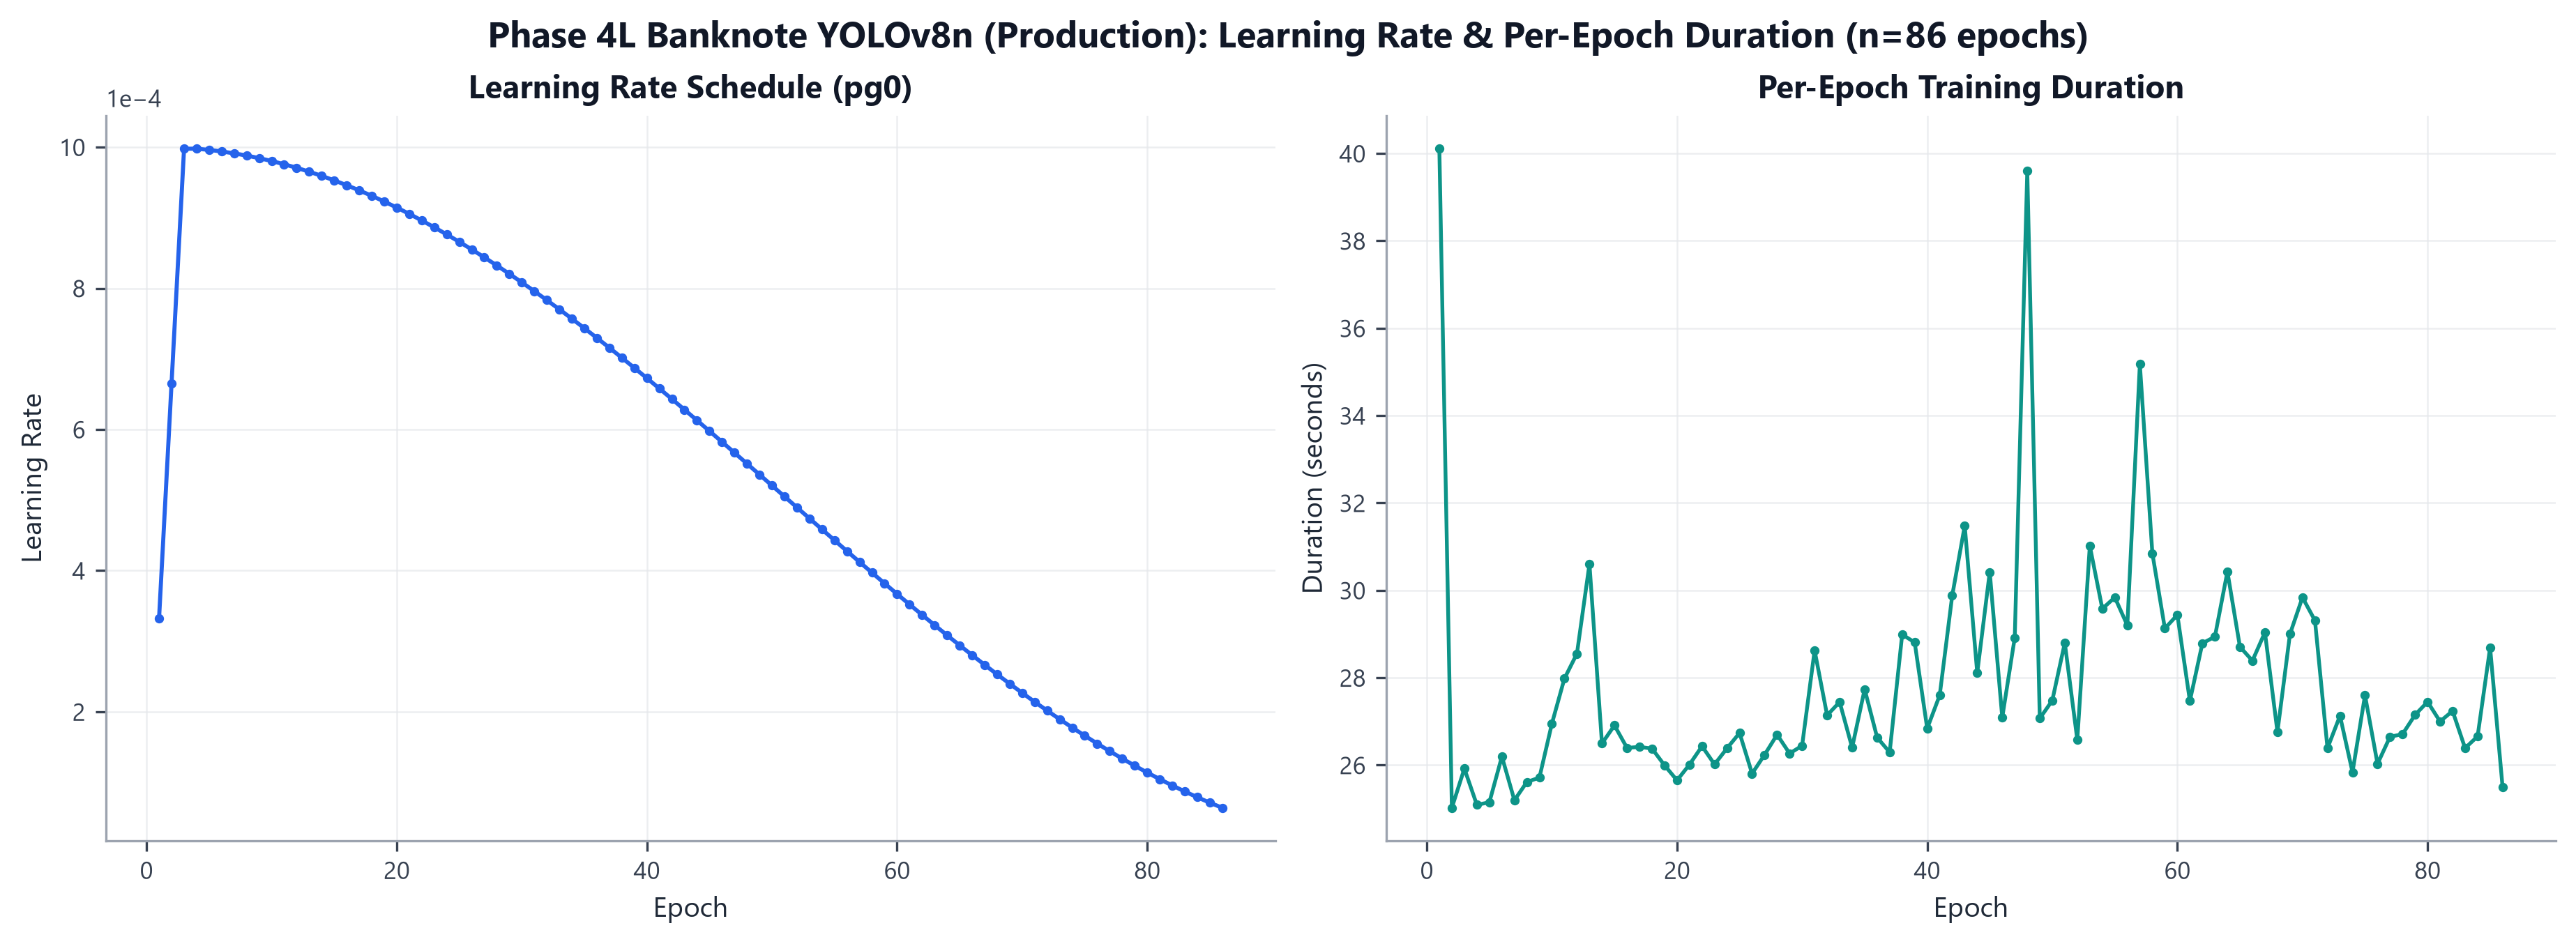 Phase 4L Banknote YOLOv8n (Production): Learning Rate & Per-Epoch Duration (n=86 epochs)
Learning Rate Schedule (pg0)
1e−4
10
8
6
4
2
Learning Rate
0 20 40 60 80
Epoch
Per-Epoch Training Duration
40
38
36
34
32
30
28
26
Duration (seconds)
0 20 40 60 80
Epoch